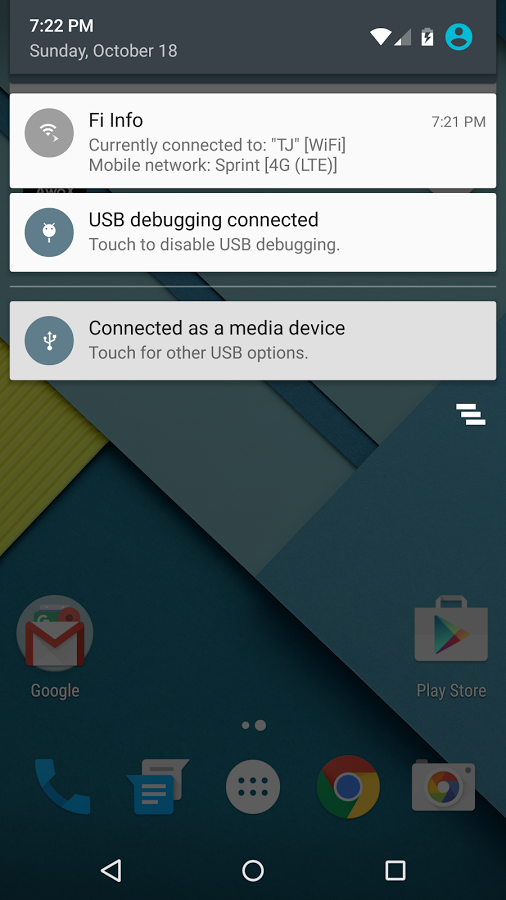 7:22 PM
Sunday, October 18
Fi Info
7:21 PM
Currently connected to: "TJ" [WiFi]
Mobile network: Sprint [4G (LTE)]
USB debugging connected
Touch to disable USB debugging.
Connected as a media device
Touch for other USB options.
Google
Play Store